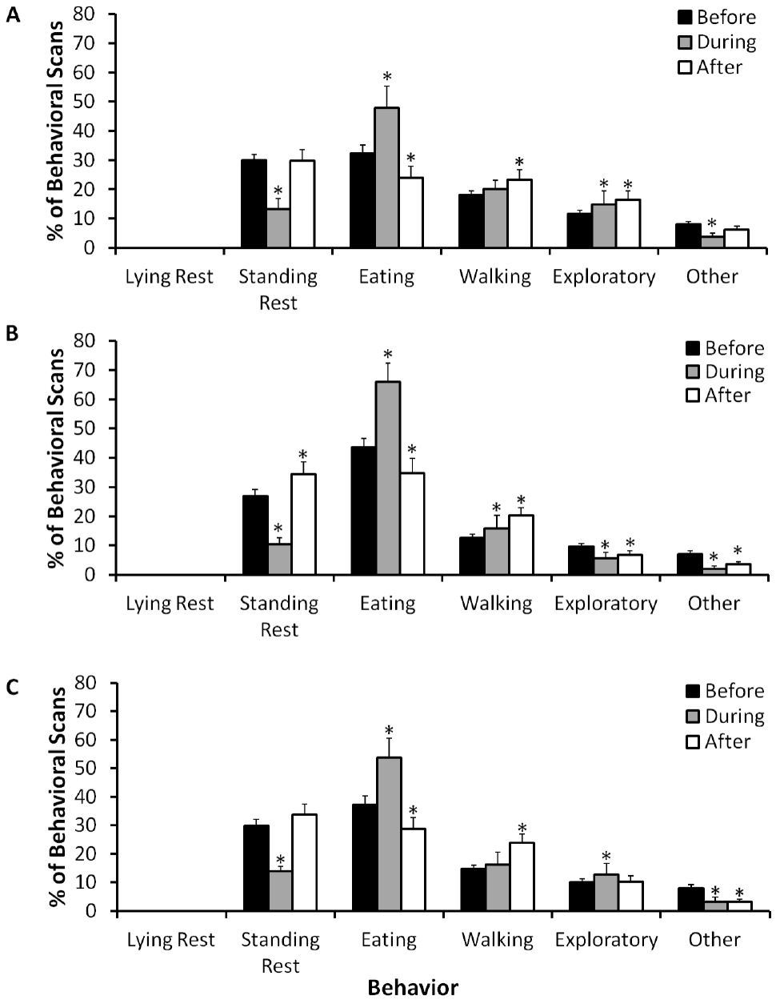 A
% of Behavioral Scans
80
70
60
50
40
30
20
10
0
Before
During
After
*
*
*
*
*
*
*
Lying Rest
Standing
Rest
Eating
Walking
Exploratory
Other
B
% of Behavioral Scans
80
70
60
50
40
30
20
10
0
Before
During
After
*
*
*
*
*
*
*
*
*
*
Lying Rest
Standing
Rest
Eating
Walking
Exploratory
Other
C
% of Behavioral Scans
80
70
60
50
40
30
20
10
0
Before
During
After
*
*
*
*
*
*
*
Lying Rest
Standing
Rest
Eating
Walking
Exploratory
Other
Behavior